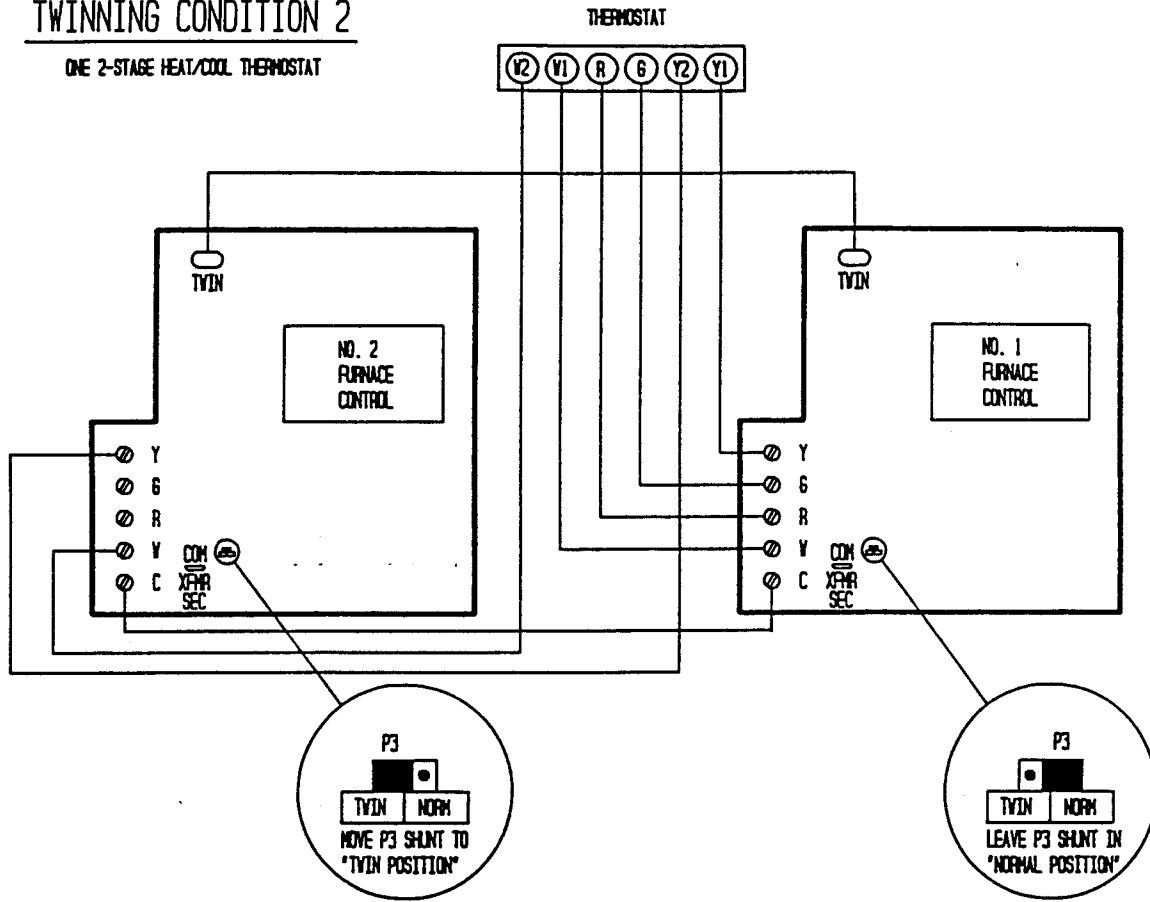 TWINNING CONDITION 2
ONE 2-STAGE HEAT/COOL THERMOSTAT
THERMOSTAT
W2 W1 R G Y2 Y1
TWIN
NO. 2
FURNACE
CONTROL
Y
G
R
W
C
COM
XFMR
SEC
P3
TWIN NORM
MOVE P3 SHUNT TO
"TWIN POSITION"
TWIN
NO. 1
FURNACE
CONTROL
Y
G
R
W
C
COM
XFMR
SEC
P3
TWIN NORM
LEAVE P3 SHUNT IN
"NORMAL POSITION"